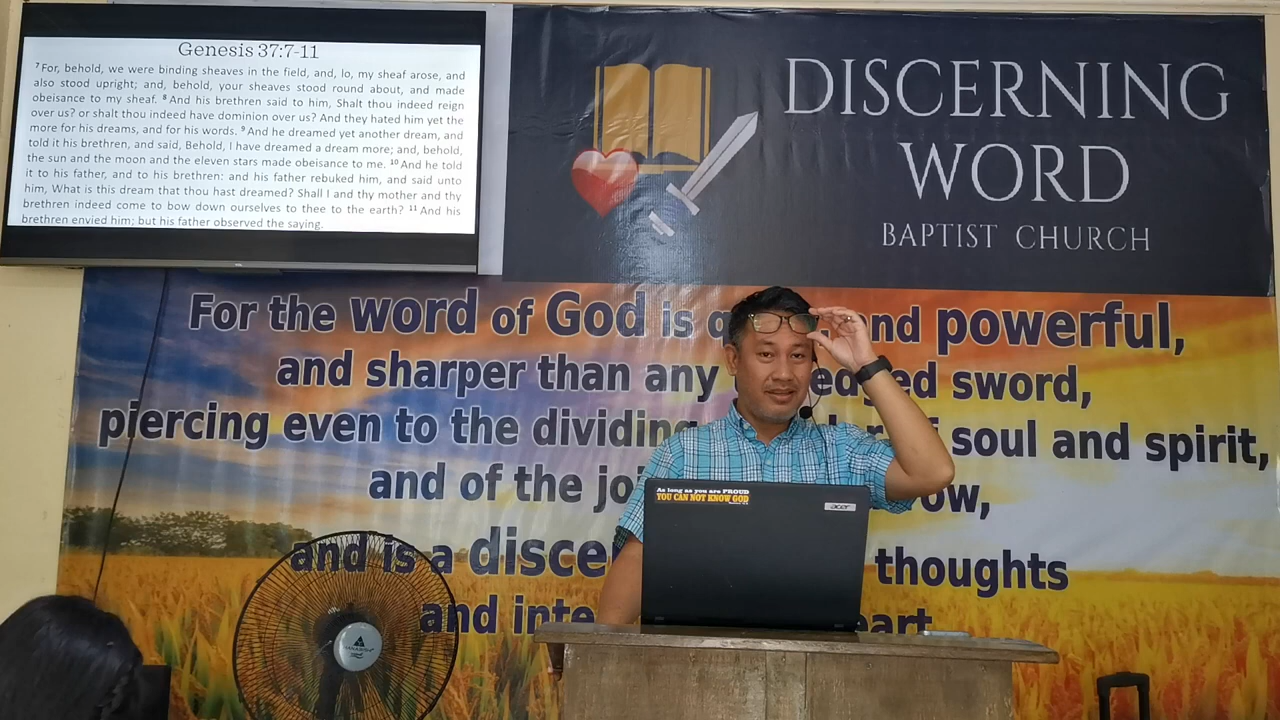 Genesis 37:7-11
7 For, behold, we were binding sheaves in the field, and, lo, my sheaf arose, and
also stood upright; and, behold, your sheaves stood round about, and made
obeisance to my sheaf. 8 And his brethren said to him, Shalt thou indeed reign
over us? or shalt thou indeed have dominion over us? And they hated him yet the
more for his dreams, and for his words. 9 And he dreamed yet another dream, and
told it his brethren, and said, Behold, I have dreamed a dream more; and, behold,
the sun and the moon and the eleven stars made obeisance to me. 10 And he told
it to his father, and to his brethren: and his father rebuked him, and said unto
him, What is this dream that thou hast dreamed? Shall I and thy mother and thy
brethren indeed come to bow down ourselves to thee to the earth? 11 And his
brethren envied him; but his father observed the saying.
DISCERNING
WORD
BAPTIST CHURCH
For the word of God is and powerful,
and sharper than any edged sword,
piercing even to the dividing soul and spirit,
and of the
and is a thoughts
and
As long as you are PROUD
YOU CAN NOT KNOW GOD
acer